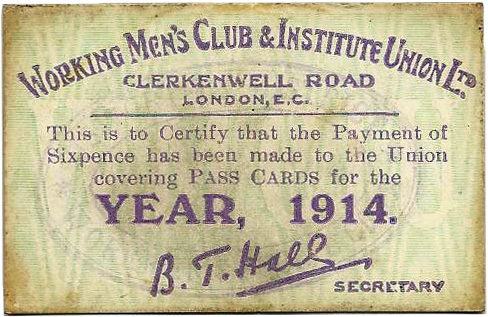 WORKING MEN'S CLUB & INSTITUTE UNION LTD.
CLERKENWELL ROAD
LONDON, E.C.
This is to Certify that the Payment of
Sixpence has been made to the Union
covering PASS CARDS for the
YEAR, 1914.
B. T. Hall
SECRETARY